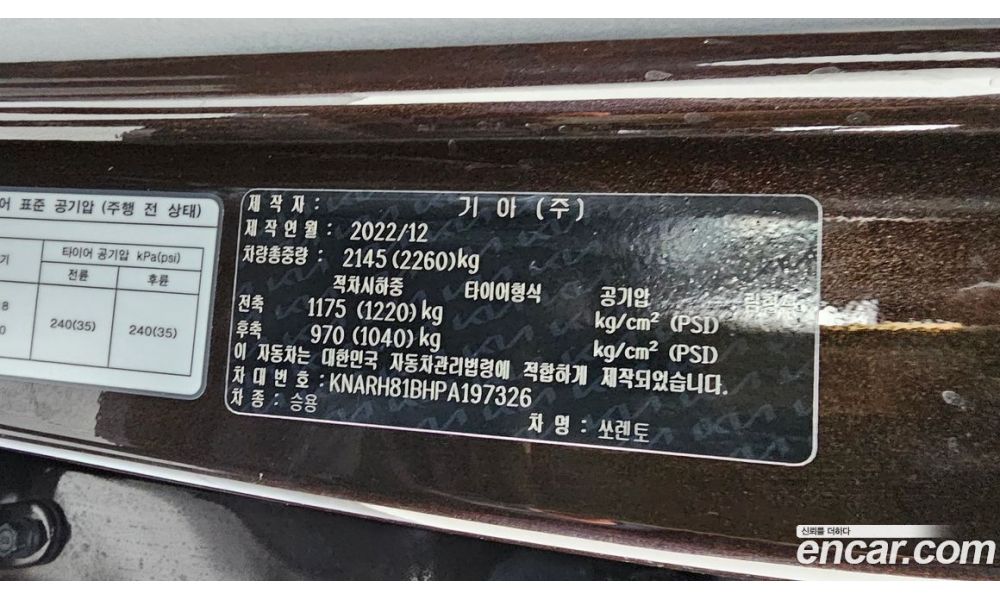 어 표준 공기압 (주행 전 상태)
기 타이어 공기압 kPa(psi)
전륜 후륜
8
0 240(35) 240(35)
제 작 자 : 기 아 (주)
제 작 연 월 : 2022/12
차량총중량 : 2145 (2260)kg
적차시하중 타이어형식 공기압
전축 1175 (1220) kg kg/cm² (PSI)
후축 970 (1040) kg kg/cm² (PSI)
이 자동차는 대한민국 자동차관리법령에 적합하게 제작되었습니다.
차 대 번 호 : KNARH81BHPA197326
차 종 : 승용
차 명 : 쏘렌토
신뢰를 더하다
encar.com